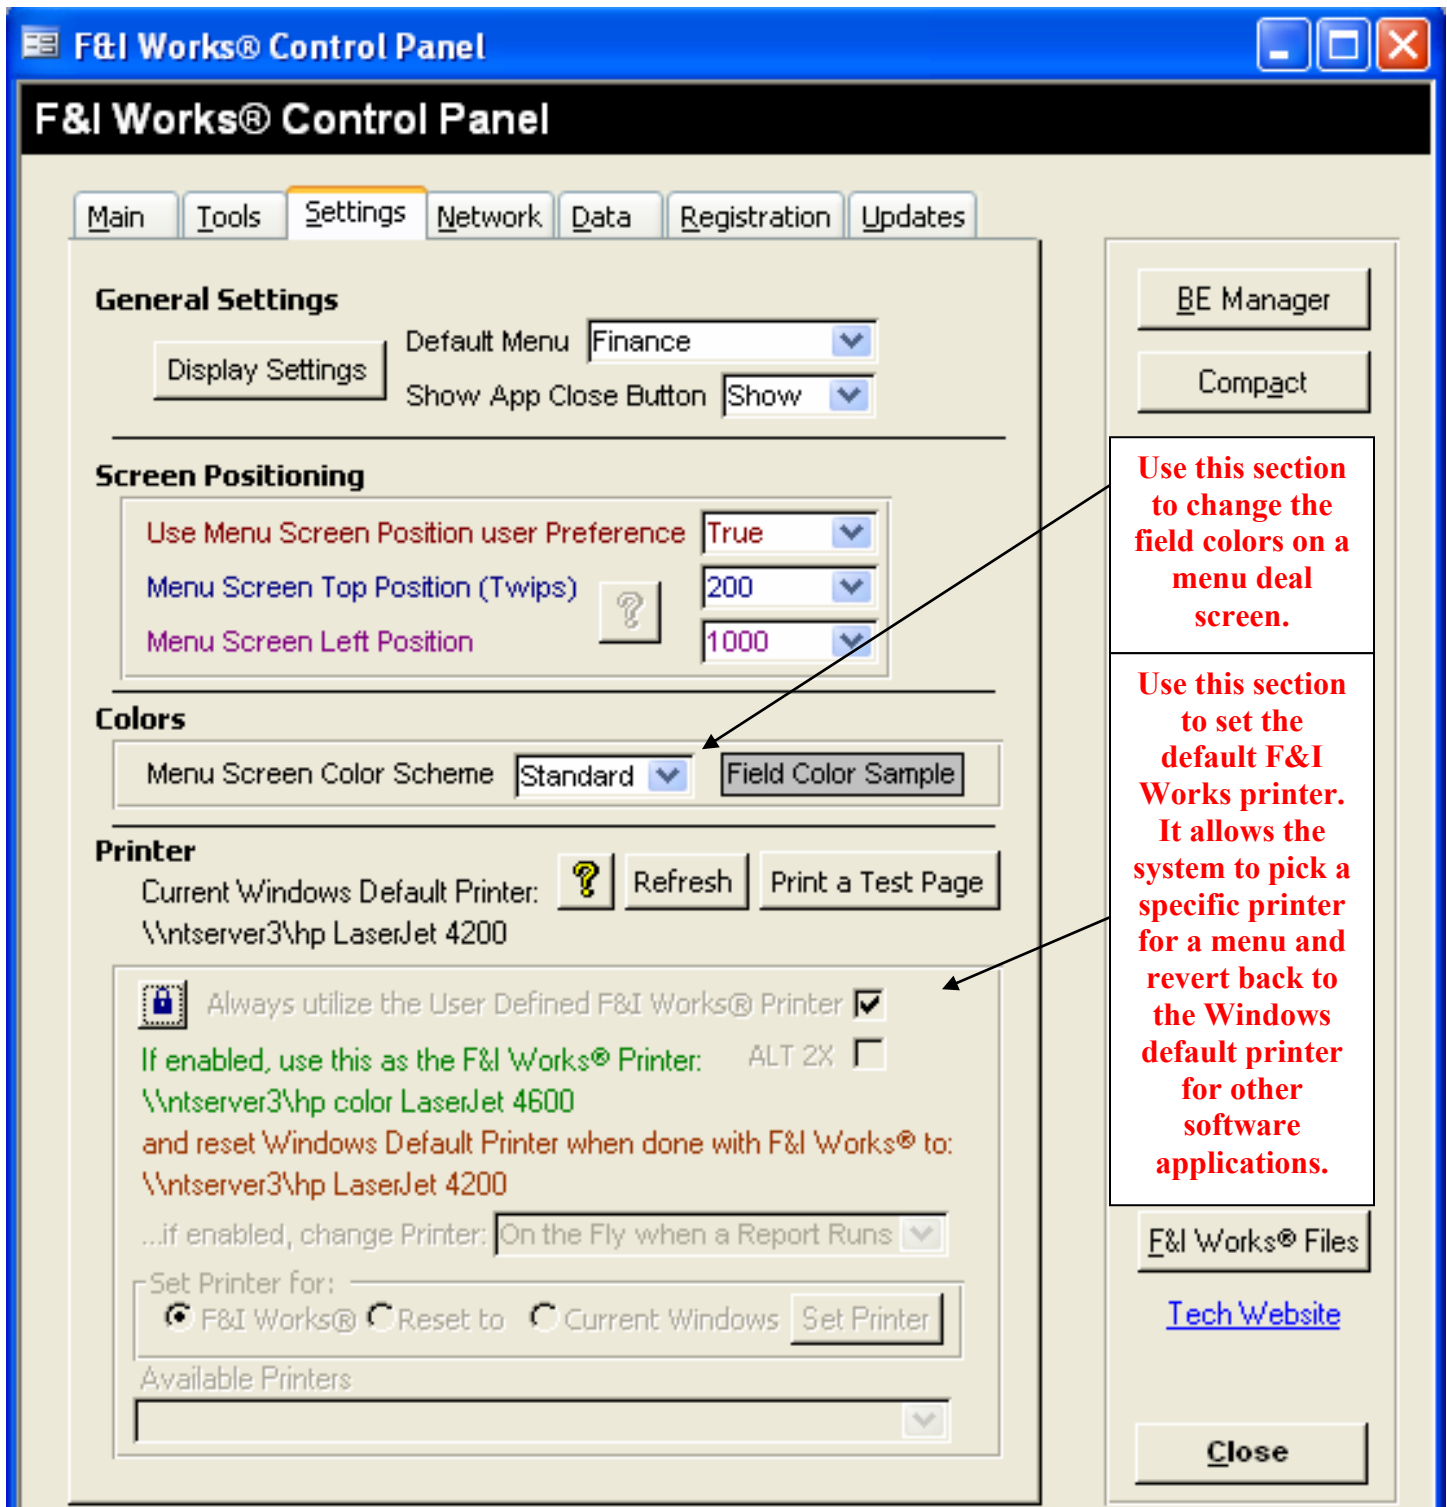 F&I Works® Control Panel
F&I Works® Control Panel
Main Tools Settings Network Data Registration Updates
General Settings
Display Settings
Default Menu Finance
Show App Close Button Show
Screen Positioning
Use Menu Screen Position user Preference True
Menu Screen Top Position (Twips) ? 200
Menu Screen Left Position 1000
Colors
Menu Screen Color Scheme Standard Field Color Sample
Printer
Current Windows Default Printer: ? Refresh Print a Test Page
\\ntserver3\hp LaserJet 4200
Always utilize the User Defined F&I Works® Printer
If enabled, use this as the F&I Works® Printer: ALT 2X
\\ntserver3\hp color LaserJet 4600
and reset Windows Default Printer when done with F&I Works® to:
\\ntserver3\hp LaserJet 4200
...if enabled, change Printer: On the Fly when a Report Runs
Set Printer for:
F&I Works® Reset to Current Windows Set Printer
Available Printers
BE Manager
Compact
Use this section
to change the
field colors on a
menu deal
screen.
Use this section
to set the
default F&I
Works printer.
It allows the
system to pick a
specific printer
for a menu and
revert back to
the Windows
default printer
for other
software
applications.
F&I Works® Files
Tech Website
Close